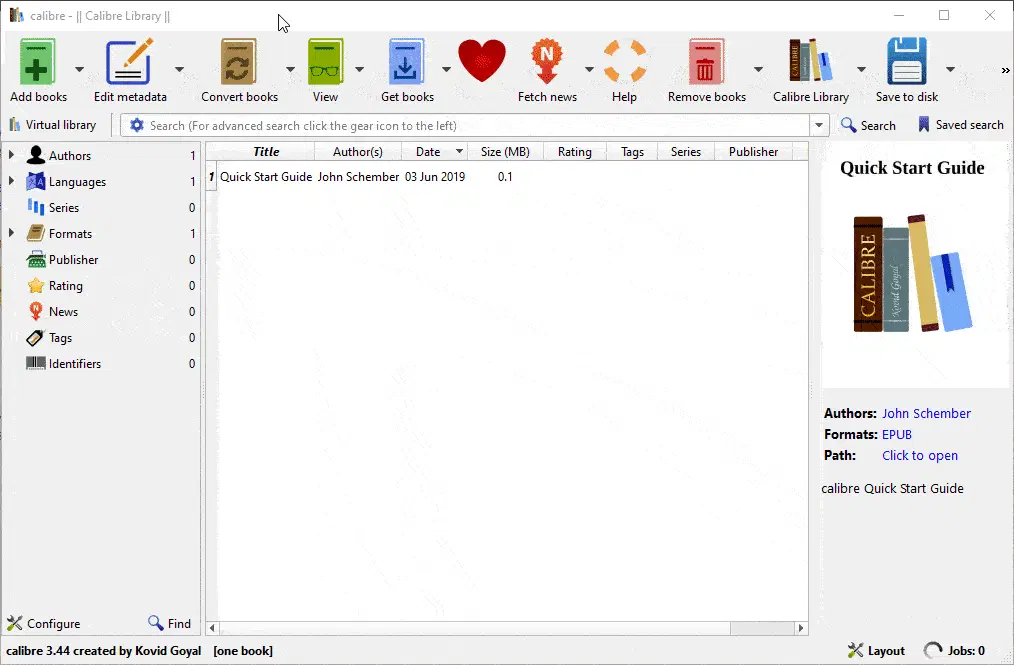 calibre - || Calibre Library ||
Add books
Edit metadata
Convert books
View
Get books
Fetch news
Help
Remove books
Calibre Library
Save to disk
»
Virtual library
Search (For advanced search click the gear icon to the left)
Search
Saved search
Authors 1
Languages 1
Series 0
Formats 1
Publisher 0
Rating 0
News 0
Tags 0
Identifiers 0
Title Author(s) Date Size (MB) Rating Tags Series Publisher
1 Quick Start Guide John Schember 03 Jun 2019 0.1
Quick Start Guide
CALIBRE
Kovid Goyal
Authors: John Schember
Formats: EPUB
Path: Click to open
calibre Quick Start Guide
Configure
Find
calibre 3.44 created by Kovid Goyal [one book]
Layout
Jobs: 0